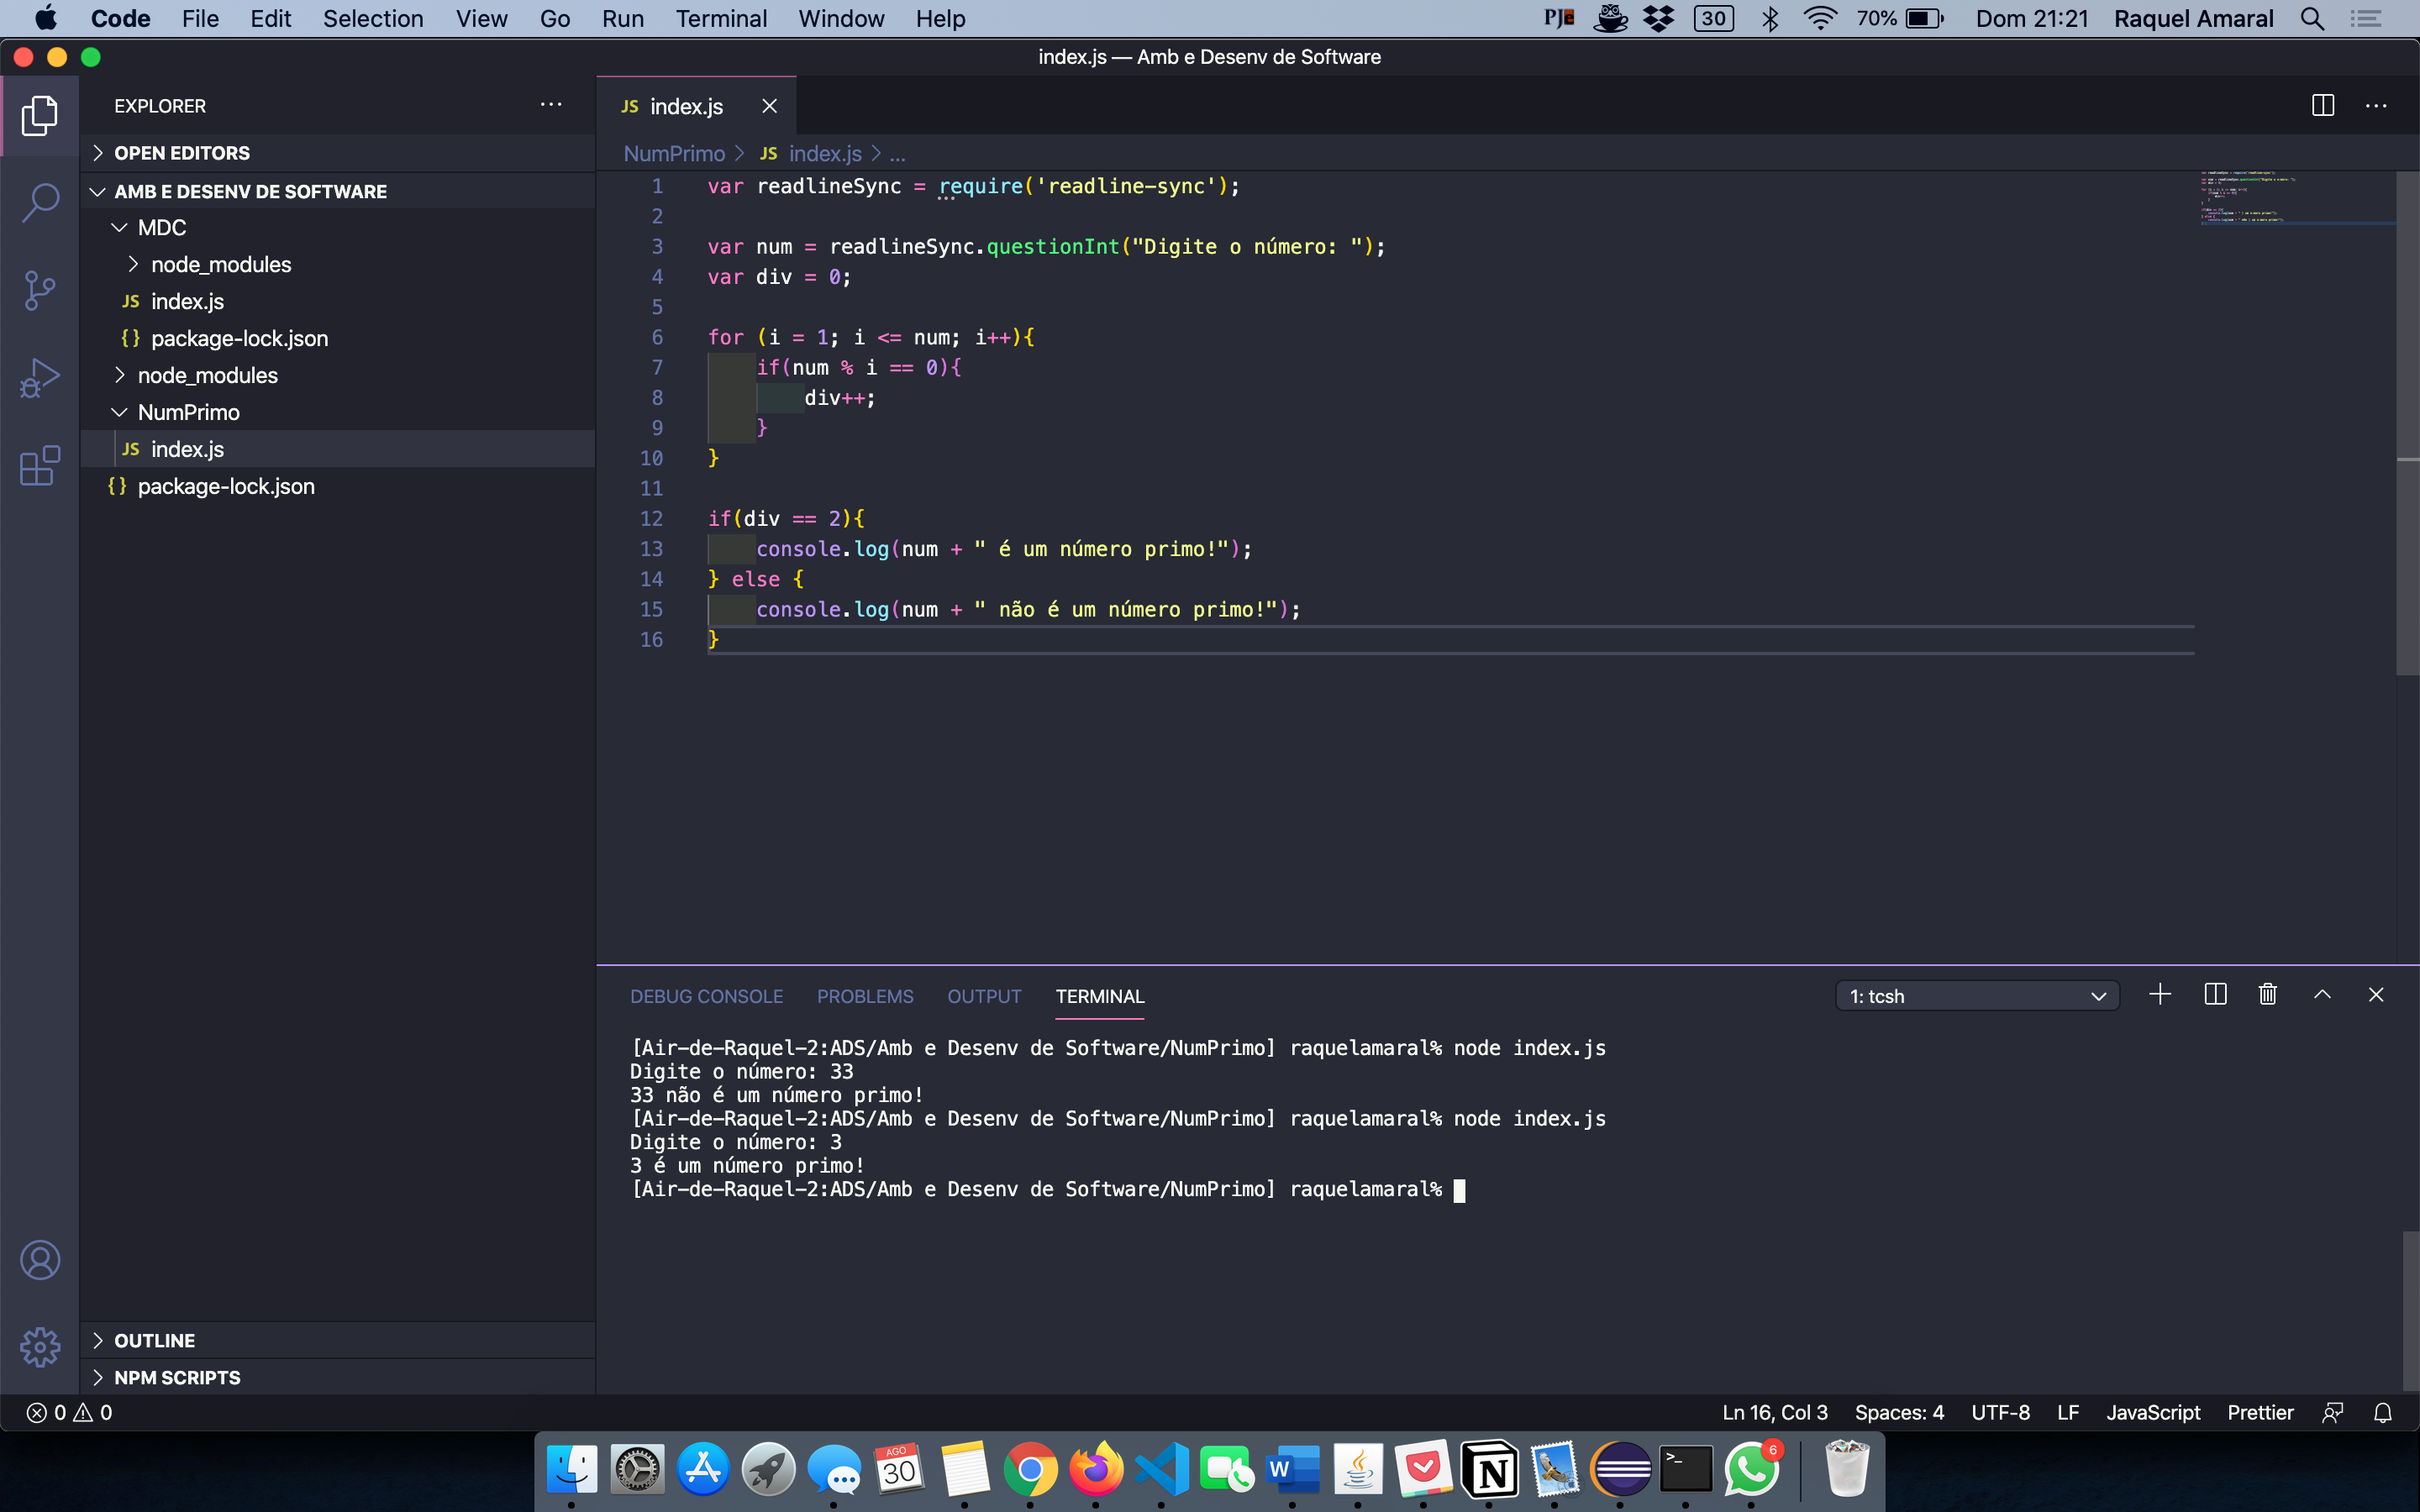 Code File Edit Selection View Go Run Terminal Window Help PJe 30 70% Dom 21:21 Raquel Amaral
index.js — Amb e Desenv de Software
EXPLORER
OPEN EDITORS
AMB E DESENV DE SOFTWARE
MDC
node_modules
JS index.js
{} package-lock.json
node_modules
NumPrimo
JS index.js
{} package-lock.json
OUTLINE
NPM SCRIPTS
JS index.js
NumPrimo > JS index.js > ...
1 var readlineSync = require('readline-sync');
2
3 var num = readlineSync.questionInt("Digite o número: ");
4 var div = 0;
5
6 for (i = 1; i <= num; i++){
7 if(num % i == 0){
8 div++;
9 }
10 }
11
12 if(div == 2){
13 console.log(num + " é um número primo!");
14 } else {
15 console.log(num + " não é um número primo!");
16 }
DEBUG CONSOLE PROBLEMS OUTPUT TERMINAL 1: tcsh
[Air-de-Raquel-2:ADS/Amb e Desenv de Software/NumPrimo] raquelamaral% node index.js
Digite o número: 33
33 não é um número primo!
[Air-de-Raquel-2:ADS/Amb e Desenv de Software/NumPrimo] raquelamaral% node index.js
Digite o número: 3
3 é um número primo!
[Air-de-Raquel-2:ADS/Amb e Desenv de Software/NumPrimo] raquelamaral%
0 0 Ln 16, Col 3 Spaces: 4 UTF-8 LF JavaScript Prettier
AGO
30
W
N
>_
6